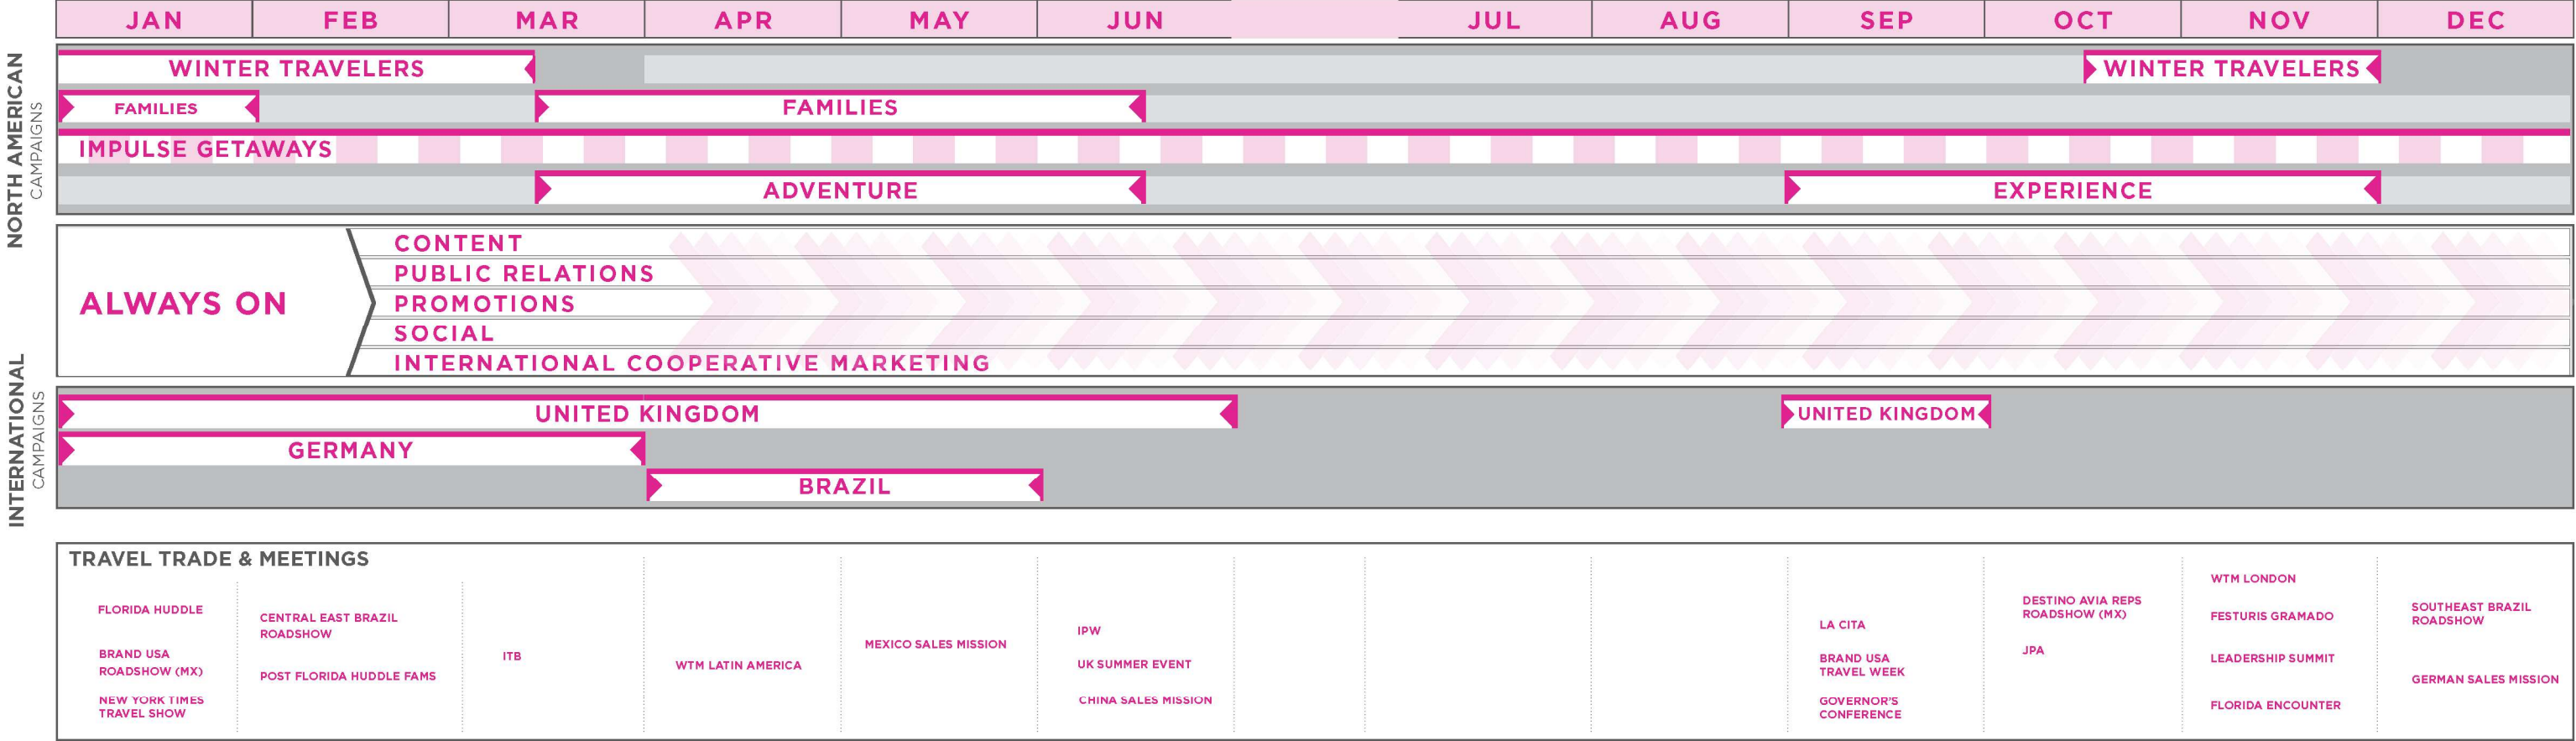 JAN FEB MAR APR MAY JUN JUL AUG SEP OCT NOV DEC
NORTH AMERICAN
CAMPAIGNS
WINTER TRAVELERS WINTER TRAVELERS
FAMILIES FAMILIES
IMPULSE GETAWAYS
ADVENTURE EXPERIENCE
ALWAYS ON
CONTENT
PUBLIC RELATIONS
PROMOTIONS
SOCIAL
INTERNATIONAL COOPERATIVE MARKETING
INTERNATIONAL
CAMPAIGNS
UNITED KINGDOM UNITED KINGDOM
GERMANY
BRAZIL
TRAVEL TRADE & MEETINGS
FLORIDA HUDDLE
BRAND USA
ROADSHOW (MX)
NEW YORK TIMES
TRAVEL SHOW
CENTRAL EAST BRAZIL
ROADSHOW
POST FLORIDA HUDDLE FAMS
ITB
WTM LATIN AMERICA
MEXICO SALES MISSION
IPW
UK SUMMER EVENT
CHINA SALES MISSION
LA CITA
BRAND USA
TRAVEL WEEK
GOVERNOR'S
CONFERENCE
DESTINO AVIA REPS
ROADSHOW (MX)
JPA
WTM LONDON
FESTURIS GRAMADO
LEADERSHIP SUMMIT
FLORIDA ENCOUNTER
SOUTHEAST BRAZIL
ROADSHOW
GERMAN SALES MISSION